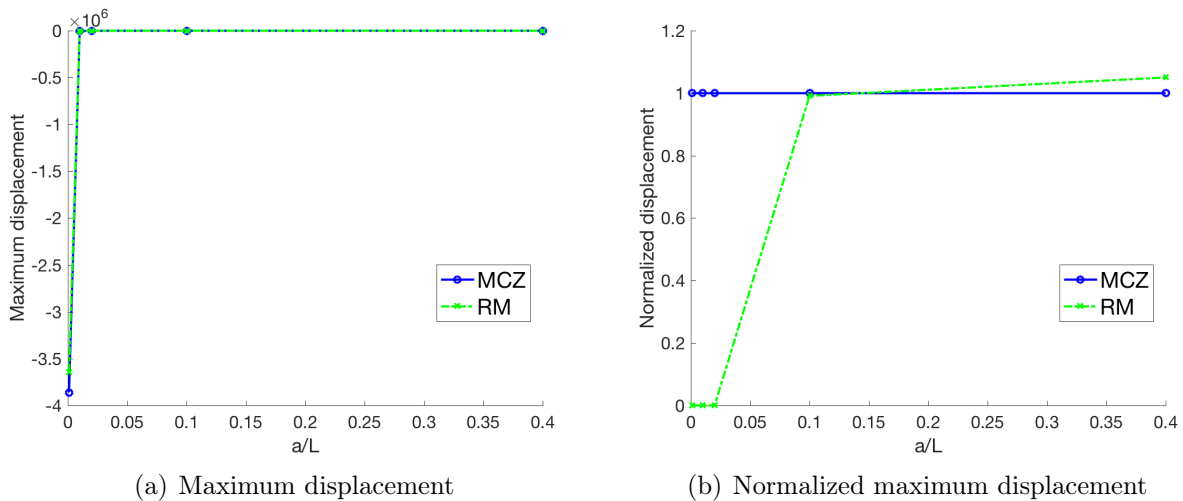 ×10^6
0
-0.5
-1
-1.5
-2
-2.5
-3
-3.5
-4
Maximum displacement
0 0.05 0.1 0.15 0.2 0.25 0.3 0.35 0.4
a/L
MCZ
RM
(a) Maximum displacement
1.2
1
0.8
0.6
0.4
0.2
0
Normalized displacement
0 0.05 0.1 0.15 0.2 0.25 0.3 0.35 0.4
a/L
MCZ
RM
(b) Normalized maximum displacement